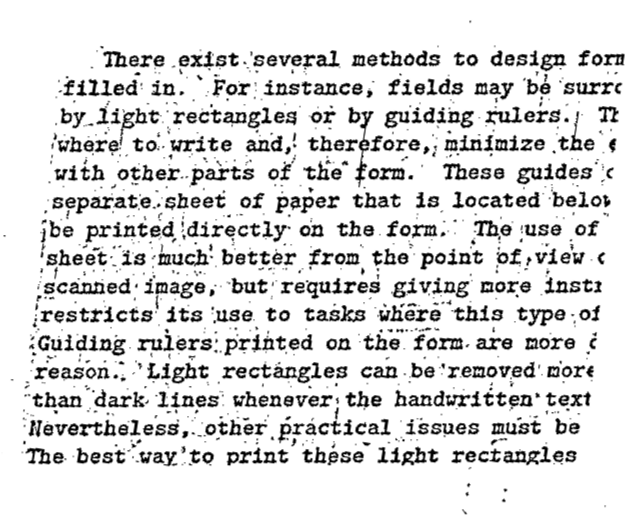 There exist several methods to design form
filled in. For instance, fields may be surro
by light rectangles or by guiding rulers. Th
where to write and, therefore, minimize the
with other parts of the form. These guides
separate sheet of paper that is located below
be printed directly on the form. The use of
sheet is much better from the point of view
scanned image, but requires giving more instr
restricts its use to tasks where this type of
Guiding rulers printed on the form are more
reason. Light rectangles can be removed more
than dark lines whenever the handwritten text
Nevertheless, other practical issues must be
The best way to print these light rectangles